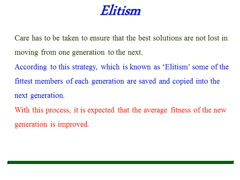 Elitism
Care has to be taken to ensure that the best solutions are not lost in
moving from one generation to the next.
According to this strategy, which is known as ‘Elitism’ some of the
fittest members of each generation are saved and copied into the
next generation.
With this process, it is expected that the average fitness of the new
generation is improved.